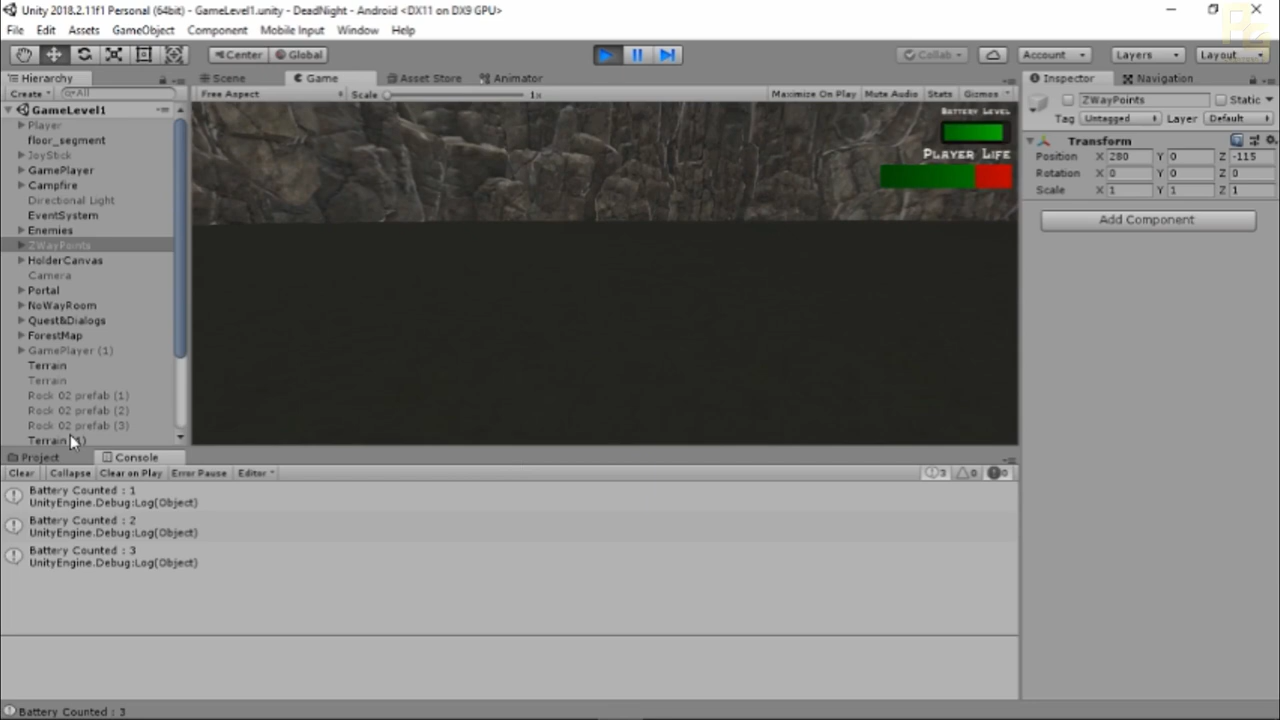 Unity 2018.2.11f1 Personal (64bit) - GameLevel1.unity - DeadNight - Android <DX11 on DX9 GPU>
File Edit Assets GameObject Component Mobile Input Window Help
Center Global Collab Account Layers Layout
Hierarchy
Create All
GameLevel1
Player
floor_segment
JoyStick
GamePlayer
Campfire
Directional Light
EventSystem
Enemies
ZWayPoints
HolderCanvas
Camera
Portal
NoWayRoom
Quest&Dialogs
ForestMap
GamePlayer (1)
Terrain
Terrain
Rock 02 prefab (1)
Rock 02 prefab (2)
Rock 02 prefab (3)
Terrain (1)
Scene Game Asset Store Animator
Free Aspect Scale 1x Maximize On Play Mute Audio Stats Gizmos
Battery Level
Player Life
Inspector Navigation
ZWayPoints Static
Tag Untagged Layer Default
Transform
Position X 280 Y 0 Z -115
Rotation X 0 Y 0 Z 0
Scale X 1 Y 1 Z 1
Add Component
Project Console
Clear Collapse Clear on Play Error Pause Editor 3 0 0
Battery Counted : 1
UnityEngine.Debug:Log(Object)
Battery Counted : 2
UnityEngine.Debug:Log(Object)
Battery Counted : 3
UnityEngine.Debug:Log(Object)
Battery Counted : 3